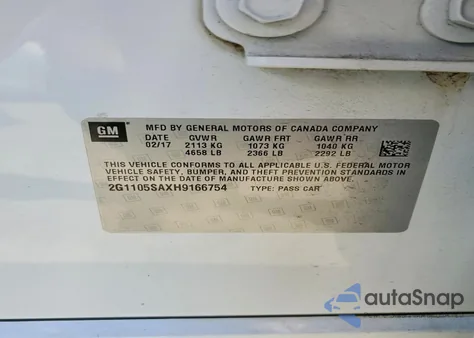 GM
MFD BY GENERAL MOTORS OF CANADA COMPANY
DATE GVWR GAWR FRT GAWR RR
02/17 2113 KG 1073 KG 1040 KG
4658 LB 2366 LB 2292 LB
THIS VEHICLE CONFORMS TO ALL APPLICABLE U.S. FEDERAL MOTOR
VEHICLE SAFETY, BUMPER, AND THEFT PREVENTION STANDARDS
IN EFFECT ON THE DATE OF MANUFACTURE SHOWN ABOVE.
2G1105SAXH9166754 TYPE: PASS CAR
autoSnap